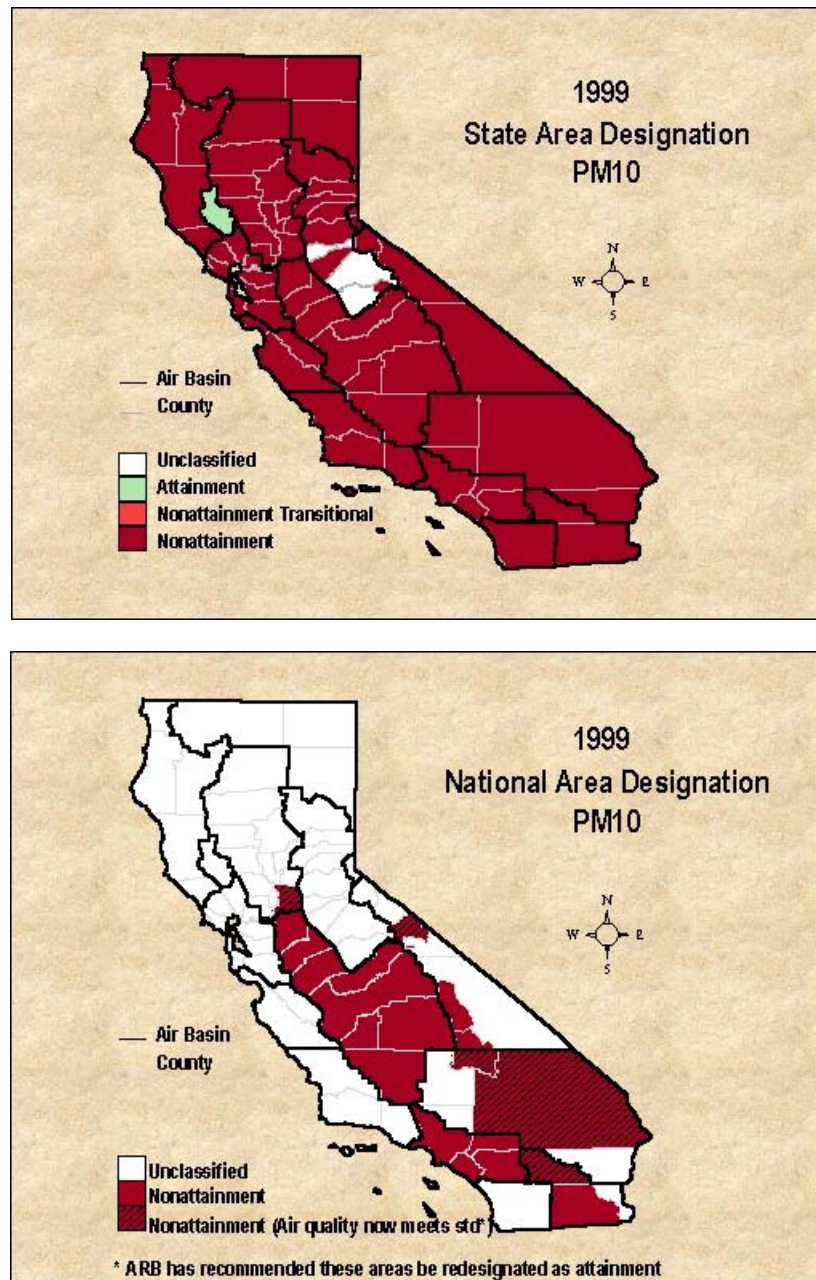 1999
State Area Designation
PM10
N
W E
S
Air Basin
County
Unclassified
Attainment
Nonattainment Transitional
Nonattainment
1999
National Area Designation
PM10
N
W E
S
Air Basin
County
Unclassified
Nonattainment
Nonattainment (Air quality now meets std*)
* ARB has recommended these areas be redesignated as attainment